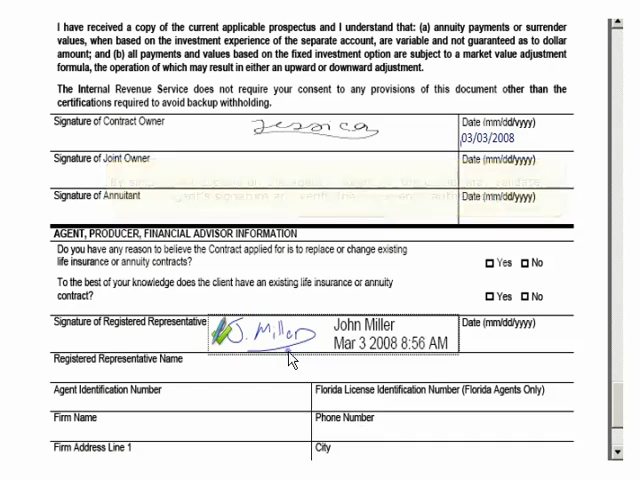 I have received a copy of the current applicable prospectus and I understand that: (a) annuity payments or surrender
values, when based on the investment experience of the separate account, are variable and not guaranteed as to dollar
amount; and (b) all payments and values based on the fixed investment option are subject to a market value adjustment
formula, the operation of which may result in either an upward or downward adjustment.
The Internal Revenue Service does not require your consent to any provisions of this document other than the
certifications required to avoid backup withholding.
Signature of Contract Owner Jessica Date (mm/dd/yyyy)
03/03/2008
Signature of Joint Owner Date (mm/dd/yyyy)
Signature of Annuitant Date (mm/dd/yyyy)
AGENT, PRODUCER, FINANCIAL ADVISOR INFORMATION
Do you have any reason to believe the Contract applied for is to replace or change existing
life insurance or annuity contracts? Yes No
To the best of your knowledge does the client have an existing life insurance or annuity
contract? Yes No
Signature of Registered Representative J. Miller John Miller Date (mm/dd/yyyy)
Mar 3 2008 8:56 AM
Registered Representative Name
Agent Identification Number Florida License Identification Number (Florida Agents Only)
Firm Name Phone Number
Firm Address Line 1 City